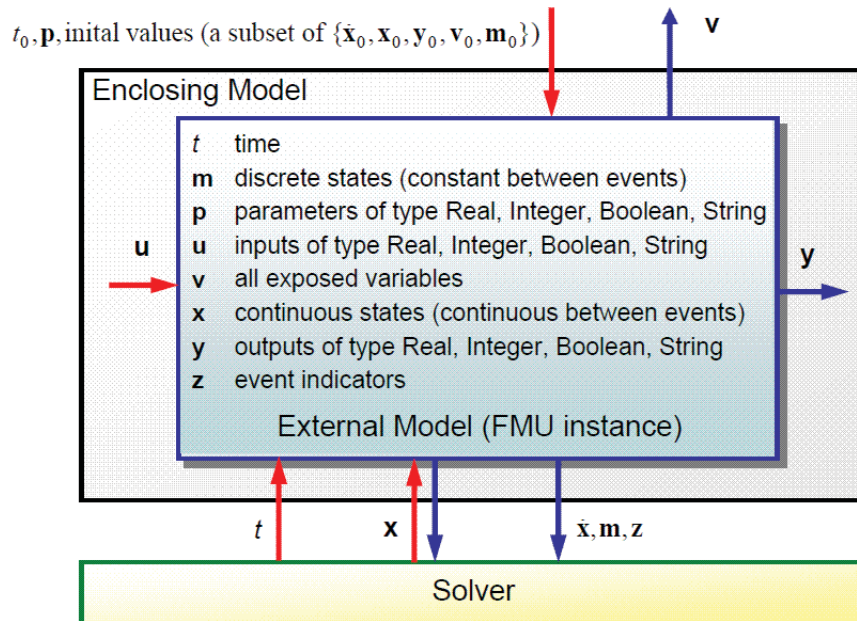 t₀, p, inital values (a subset of {ẋ₀, x₀, y₀, v₀, m₀})
v
Enclosing Model
t time
m discrete states (constant between events)
p parameters of type Real, Integer, Boolean, String
u
u inputs of type Real, Integer, Boolean, String
y
v all exposed variables
x continuous states (continuous between events)
y outputs of type Real, Integer, Boolean, String
z event indicators
External Model (FMU instance)
t
x
ẋ, m, z
Solver